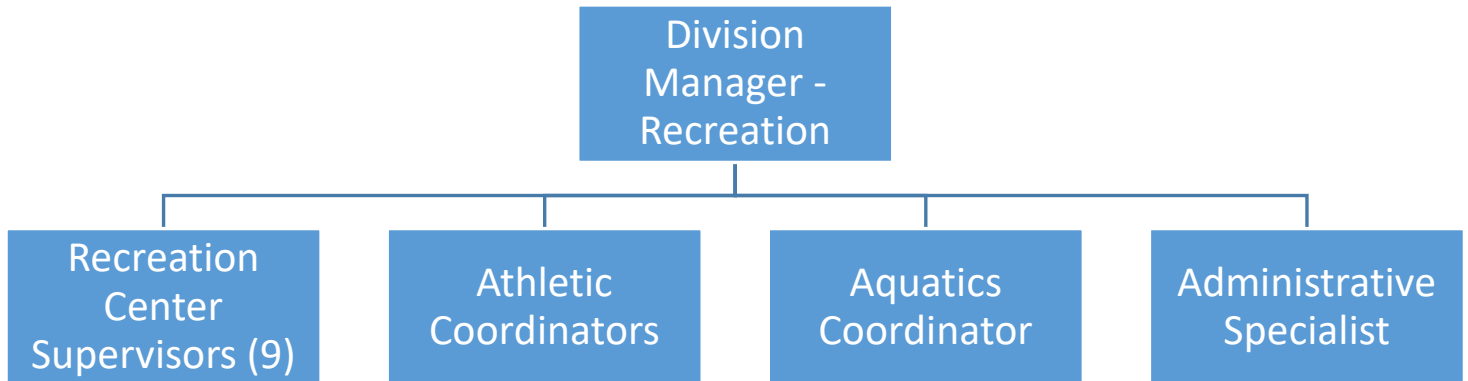 Division
Manager -
Recreation
Recreation
Center
Supervisors (9)
Athletic
Coordinators
Aquatics
Coordinator
Administrative
Specialist